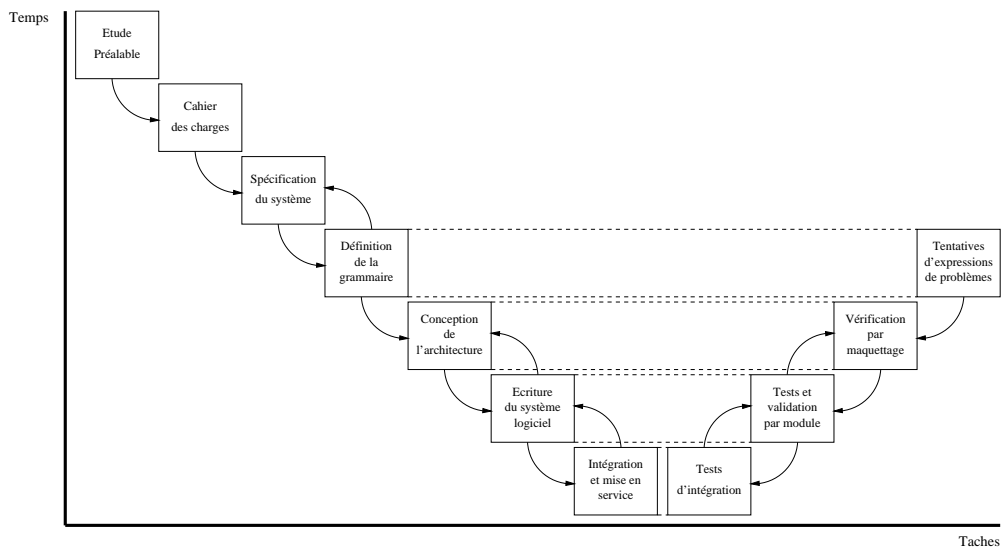 Temps
Etude
Préalable
Cahier
des charges
Spécification
du système
Définition
de la
grammaire
Tentatives
d'expressions
de problèmes
Conception
de
l'architecture
Vérification
par
maquettage
Ecriture
du système
logiciel
Tests et
validation
par module
Intégration
et mise en
service
Tests
d'intégration
Taches